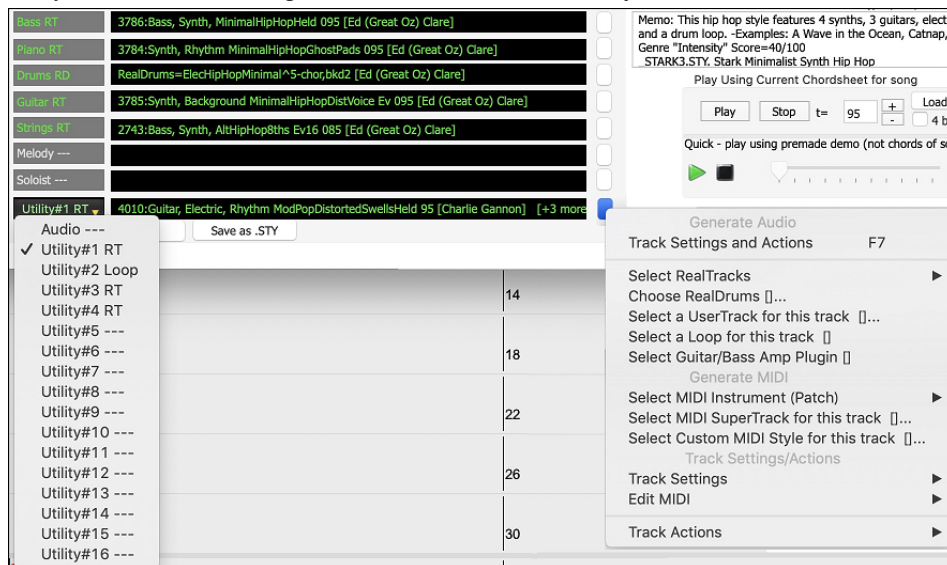 Bass RT
3786:Bass, Synth, MinimalHipHopHeld 095 [Ed (Great Oz) Clare]
Piano RT
3784:Synth, Rhythm MinimalHipHopGhostPads 095 [Ed (Great Oz) Clare]
Drums RD
RealDrums=ElecHipHopMinimal^5-chor,bkd2 [Ed (Great Oz) Clare]
Guitar RT
3785:Synth, Background MinimalHipHopDistVoice Ev 095 [Ed (Great Oz) Clare]
Strings RT
2743:Bass, Synth, AltHipHop8ths Ev16 085 [Ed (Great Oz) Clare]
Melody ---
Soloist ---
Utility#1 RT
4010:Guitar, Electric, Rhythm ModPopDistortedSwellsHeld 95 [Charlie Gannon] [+3 more
Memo: This hip hop style features 4 synths, 3 guitars, elect
and a drum loop. -Examples: A Wave in the Ocean, Catnap,
Genre "Intensity" Score=40/100
STARK3.STY. Stark Minimalist Synth Hip Hop
Play Using Current Chordsheet for song
Play
Stop
t=
95
+
-
Load
4 b
Quick - play using premade demo (not chords of s
Save as .STY
Audio ---
✓ Utility#1 RT
Utility#2 Loop
Utility#3 RT
Utility#4 RT
Utility#5 ---
Utility#6 ---
Utility#7 ---
Utility#8 ---
Utility#9 ---
Utility#10 ---
Utility#11 ---
Utility#12 ---
Utility#13 ---
Utility#14 ---
Utility#15 ---
Utility#16 ---
14
18
22
26
30
Generate Audio
Track Settings and Actions F7
Select RealTracks
Choose RealDrums []...
Select a UserTrack for this track []...
Select a Loop for this track []
Select Guitar/Bass Amp Plugin []
Generate MIDI
Select MIDI Instrument (Patch)
Select MIDI SuperTrack for this track []...
Select Custom MIDI Style for this track []...
Track Settings/Actions
Track Settings
Edit MIDI
Track Actions